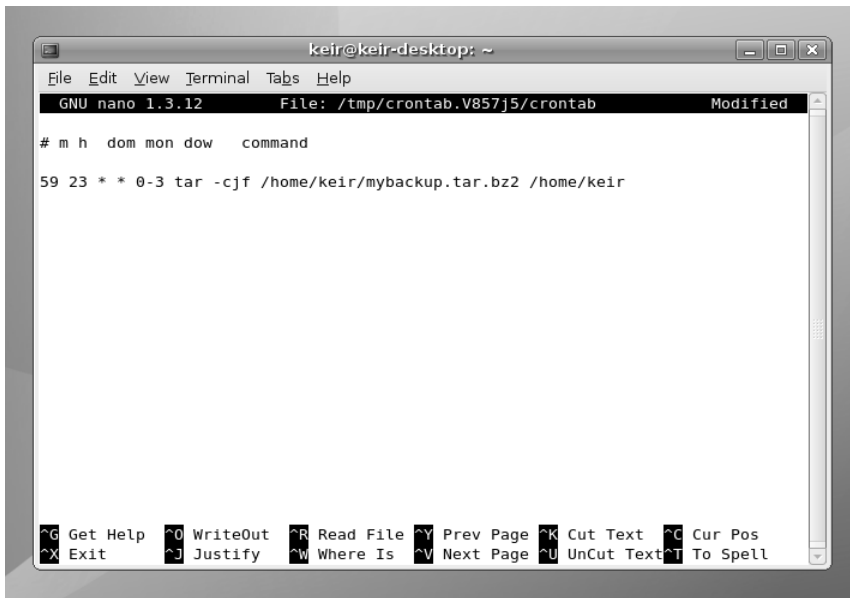 keir@keir-desktop: ~
File Edit View Terminal Tabs Help
GNU nano 1.3.12 File: /tmp/crontab.V857j5/crontab Modified
# m h  dom mon dow   command
59 23 * * 0-3 tar -cjf /home/keir/mybackup.tar.bz2 /home/keir
^G Get Help ^O WriteOut ^R Read File ^Y Prev Page ^K Cut Text ^C Cur Pos
^X Exit ^J Justify ^W Where Is ^V Next Page ^U UnCut Text ^T To Spell